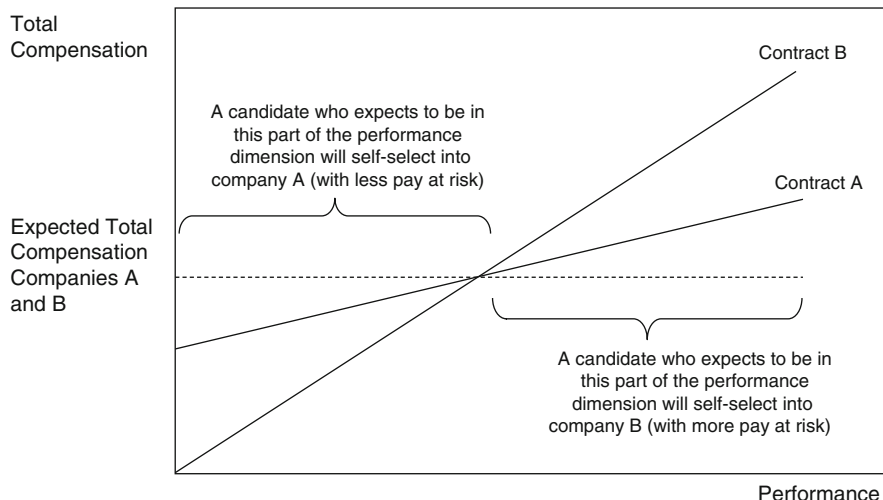 Total
Compensation
Contract B
A candidate who expects to be in
this part of the performance
dimension will self-select into
company A (with less pay at risk)
Contract A
Expected Total
Compensation
Companies A
and B
A candidate who expects to be in
this part of the performance
dimension will self-select into
company B (with more pay at risk)
Performance